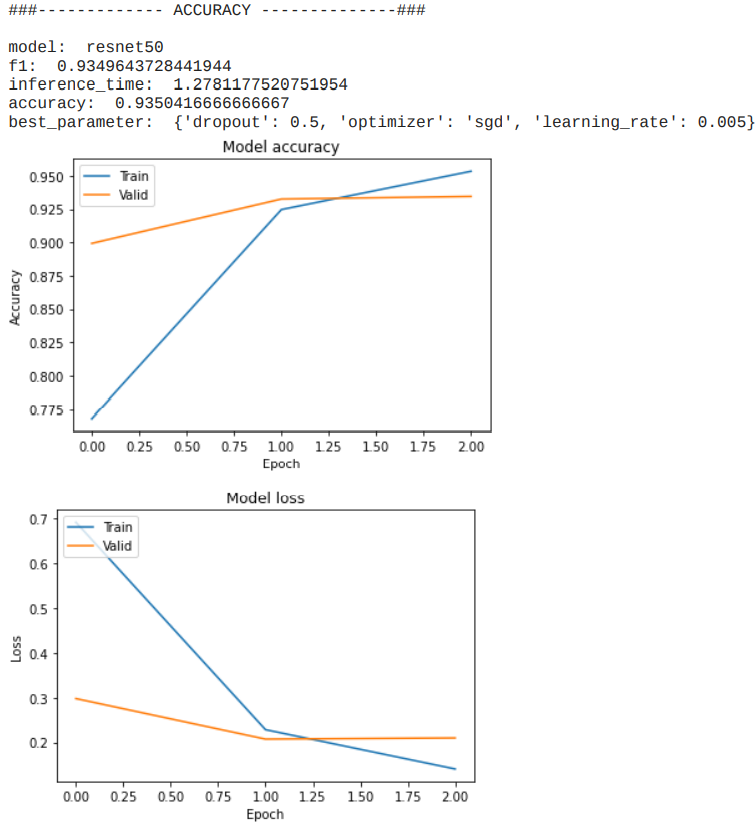 ###------------- ACCURACY --------------###
model:  resnet50
f1:  0.9349643728441944
inference_time:  1.2781177520751954
accuracy:  0.9350416666666667
best_parameter:  {'dropout': 0.5, 'optimizer': 'sgd', 'learning_rate': 0.005}
Model accuracy
Train
Valid
0.950
0.925
0.900
0.875
0.850
0.825
0.800
0.775
Accuracy
0.00 0.25 0.50 0.75 1.00 1.25 1.50 1.75 2.00
Epoch
Model loss
Train
Valid
0.7
0.6
0.5
0.4
0.3
0.2
Loss
0.00 0.25 0.50 0.75 1.00 1.25 1.50 1.75 2.00
Epoch